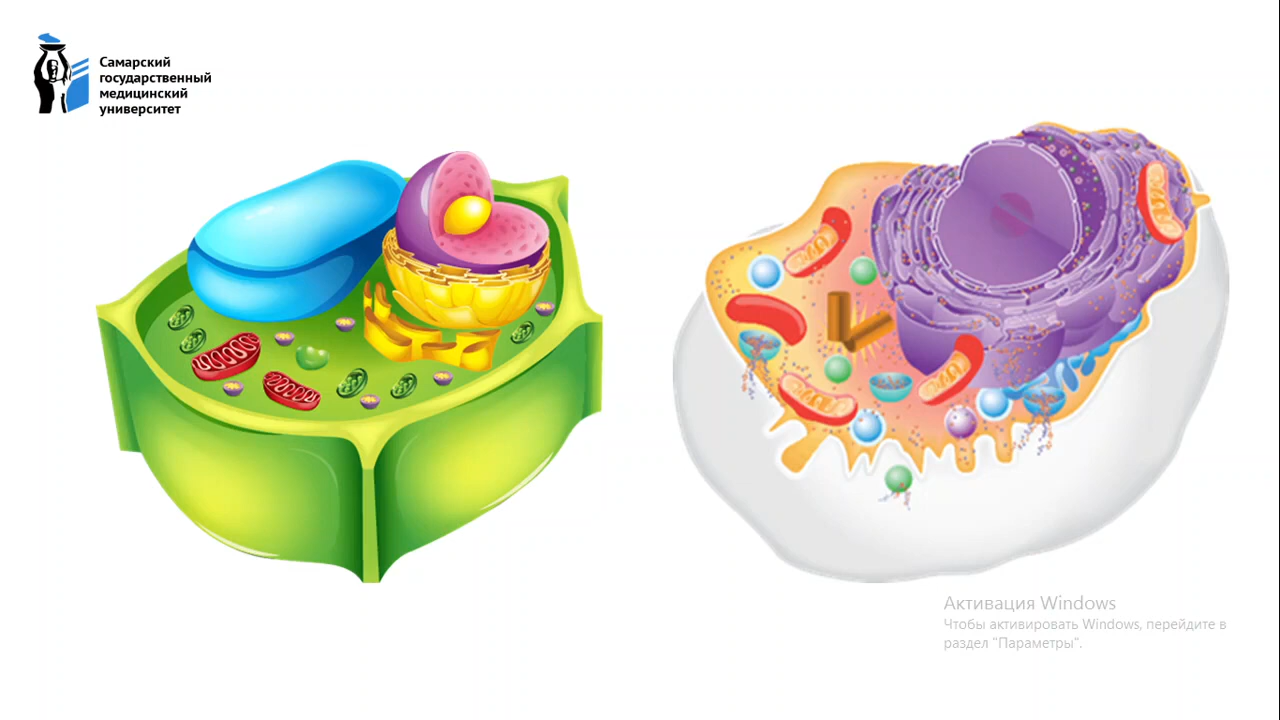 Самарский
государственный
медицинский
университет
Активация Windows
Чтобы активировать Windows, перейдите в
раздел "Параметры".